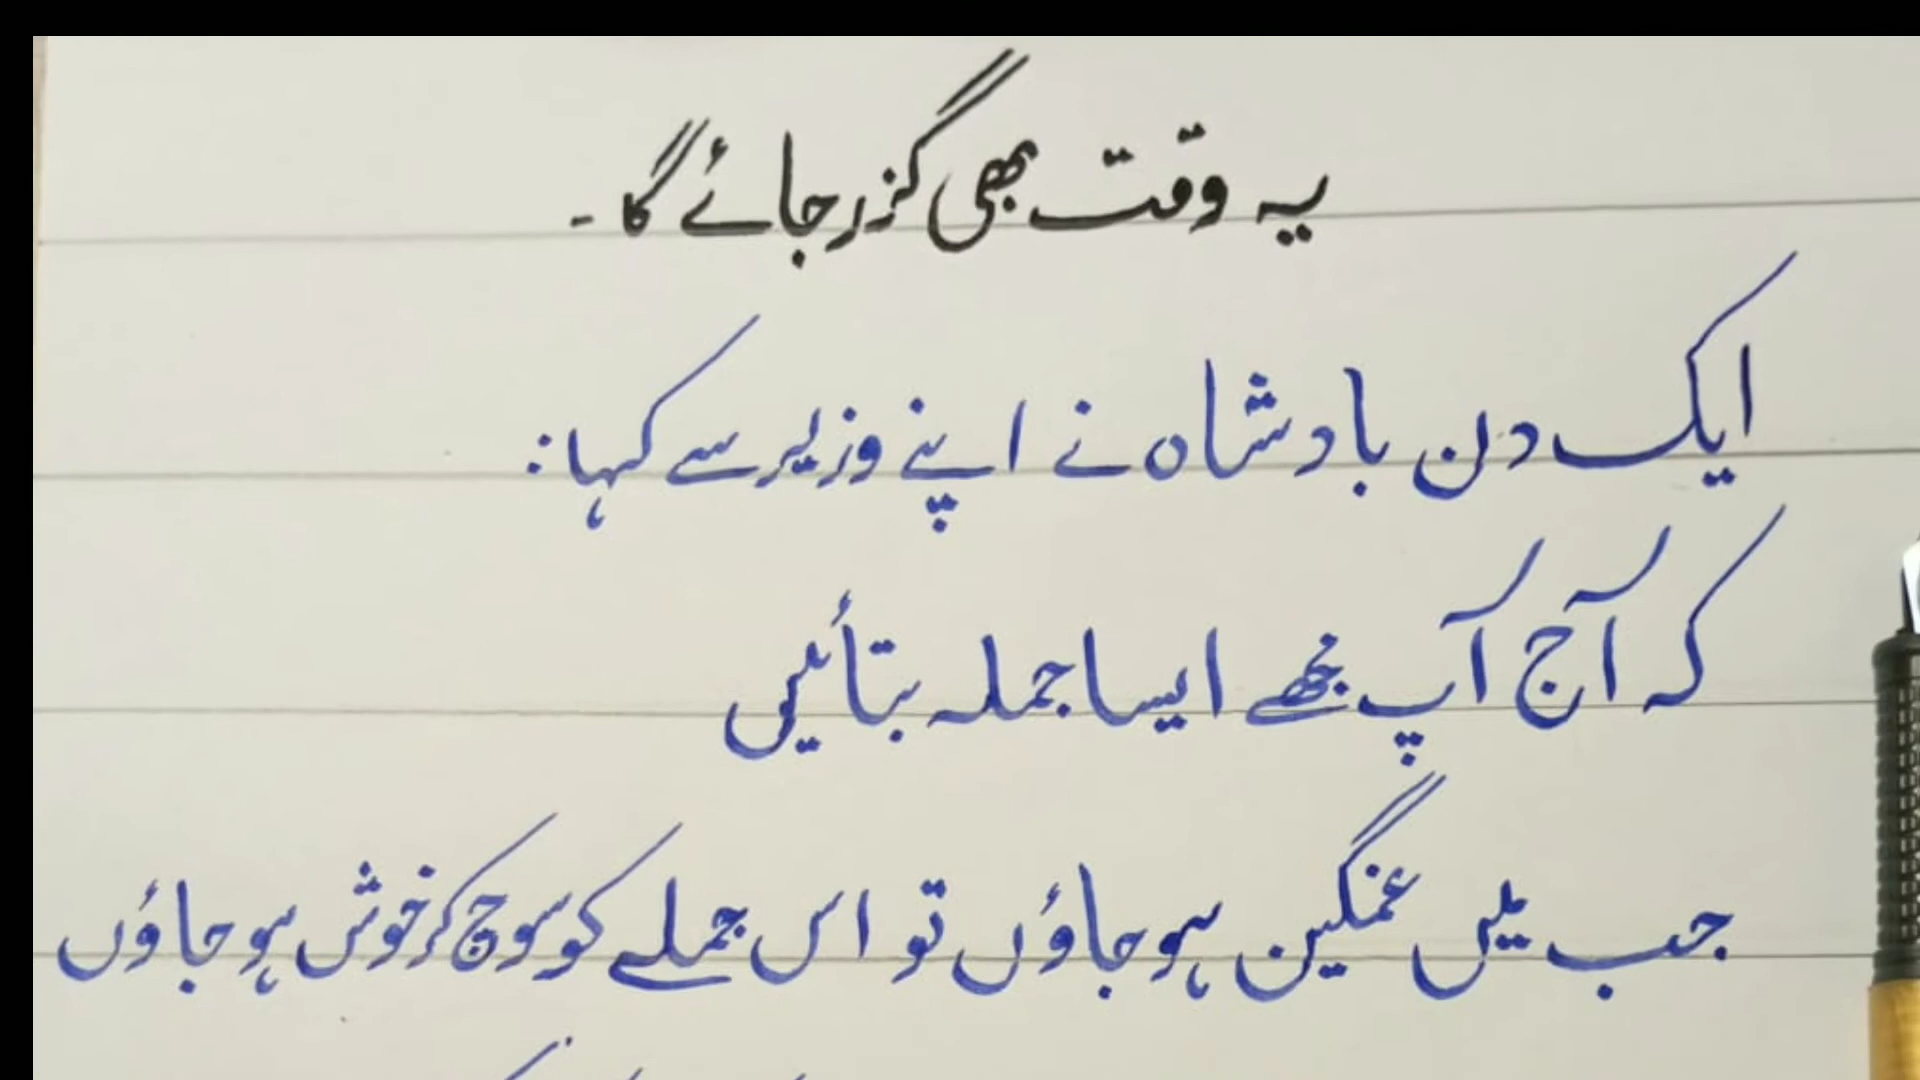 یہ وقت بھی گزر جائے گا۔
ایک دن بادشاہ نے اپنے وزیر سے کہا:
کہ آج آپ مجھے ایسا جملہ بتائیں
جب میں غمگین ہو جاؤں تو اس جملے کو سوچ کر خوش ہو جاؤں